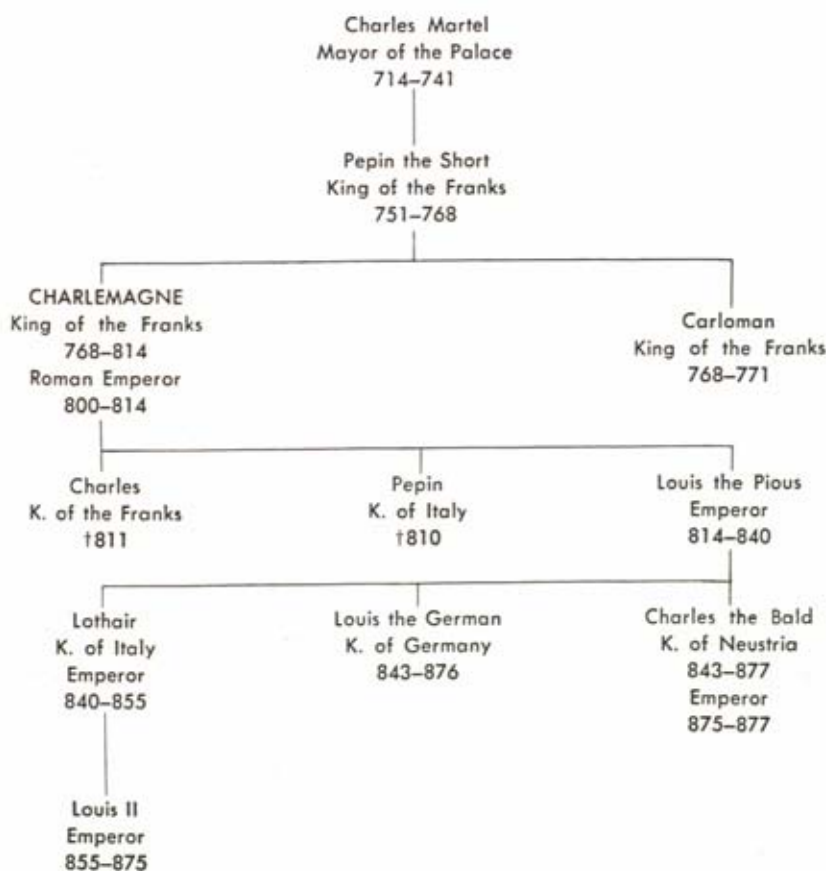 Charles Martel
Mayor of the Palace
714–741
Pepin the Short
King of the Franks
751–768
CHARLEMAGNE
King of the Franks
768–814
Roman Emperor
800–814
Carloman
King of the Franks
768–771
Charles
K. of the Franks
†811
Pepin
K. of Italy
†810
Louis the Pious
Emperor
814–840
Lothair
K. of Italy
Emperor
840–855
Louis the German
K. of Germany
843–876
Charles the Bald
K. of Neustria
843–877
Emperor
875–877
Louis II
Emperor
855–875